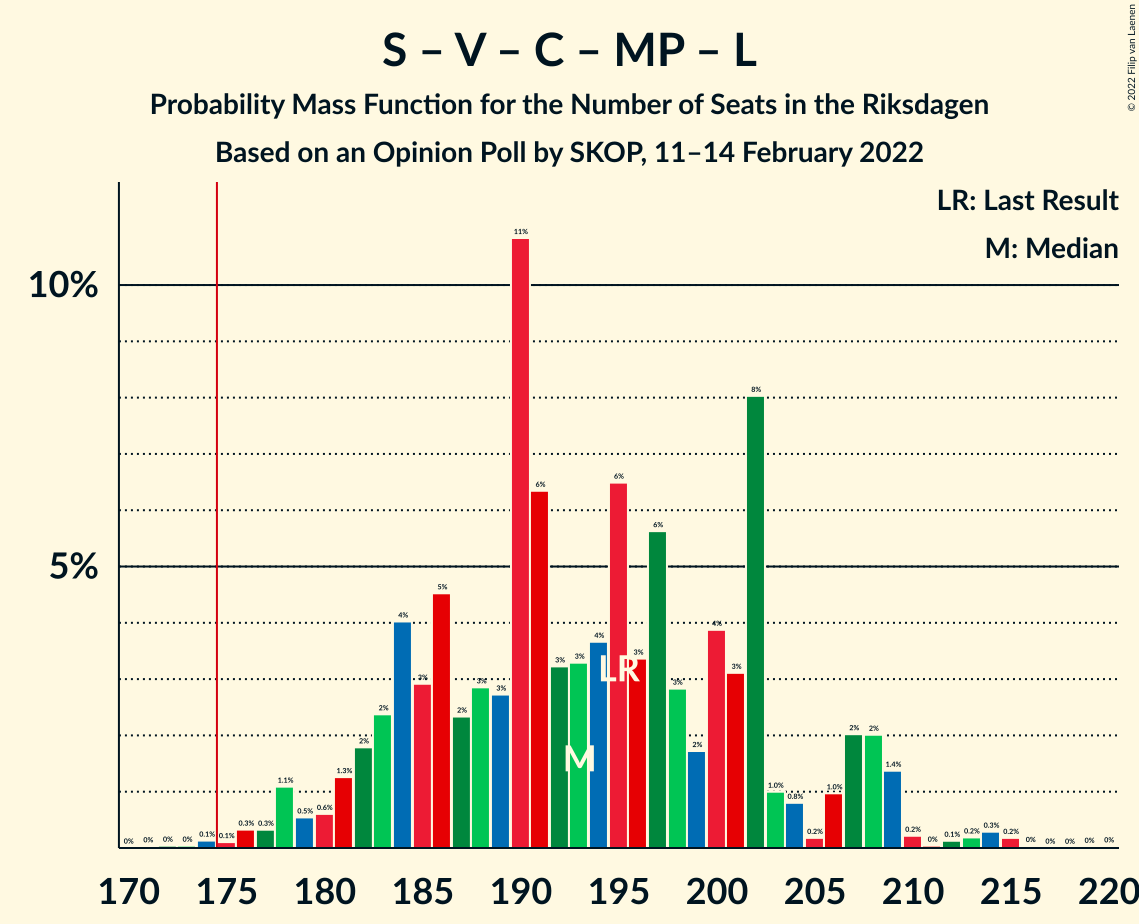 S – V – C – MP – L
Probability Mass Function for the Number of Seats in the Riksdagen
Based on an Opinion Poll by SKOP, 11–14 February 2022
© 2022 Filip van Laenen
LR: Last Result
M: Median
10%
5%
0% 0% 0% 0% 0.1% 0.1% 0.3% 0.3% 1.1% 0.5% 0.6% 1.3% 2% 2% 4% 3% 5% 2% 3% 3% 11% 6% 3% 3% 4% 6% 3% 6% 3% 2% 4% 3% 8% 1.0% 0.8% 0.2% 1.0% 2% 2% 1.4% 0.2% 0% 0.1% 0.2% 0.3% 0.2% 0% 0% 0% 0% 0%
LR
M
170 175 180 185 190 195 200 205 210 215 220